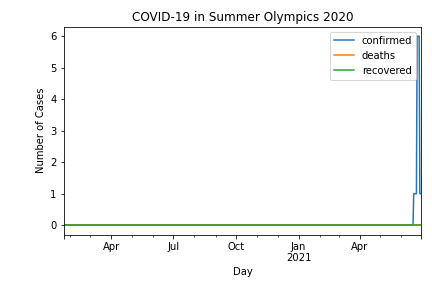 COVID-19 in Summer Olympics 2020
confirmed
deaths
recovered
Number of Cases
6
5
4
3
2
1
0
Apr Jul Oct Jan Apr
2021
Day